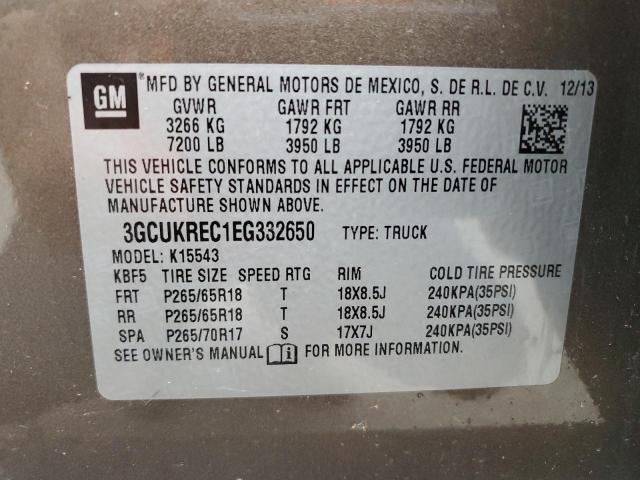 GM ® MFD BY GENERAL MOTORS DE MEXICO, S. DE R.L. DE C.V. 12/13
GVWR GAWR FRT GAWR RR
3266 KG 1792 KG 1792 KG
7200 LB 3950 LB 3950 LB
THIS VEHICLE CONFORMS TO ALL APPLICABLE U.S. FEDERAL MOTOR
VEHICLE SAFETY STANDARDS IN EFFECT ON THE DATE OF
MANUFACTURE SHOWN ABOVE.
3GCUKREC1EG332650 TYPE: TRUCK
MODEL: K15543
KBF5 TIRE SIZE SPEED RTG RIM COLD TIRE PRESSURE
FRT P265/65R18 T 18X8.5J 240KPA(35PSI)
RR P265/65R18 T 18X8.5J 240KPA(35PSI)
SPA P265/70R17 S 17X7J 240KPA(35PSI)
SEE OWNER'S MANUAL FOR MORE INFORMATION.